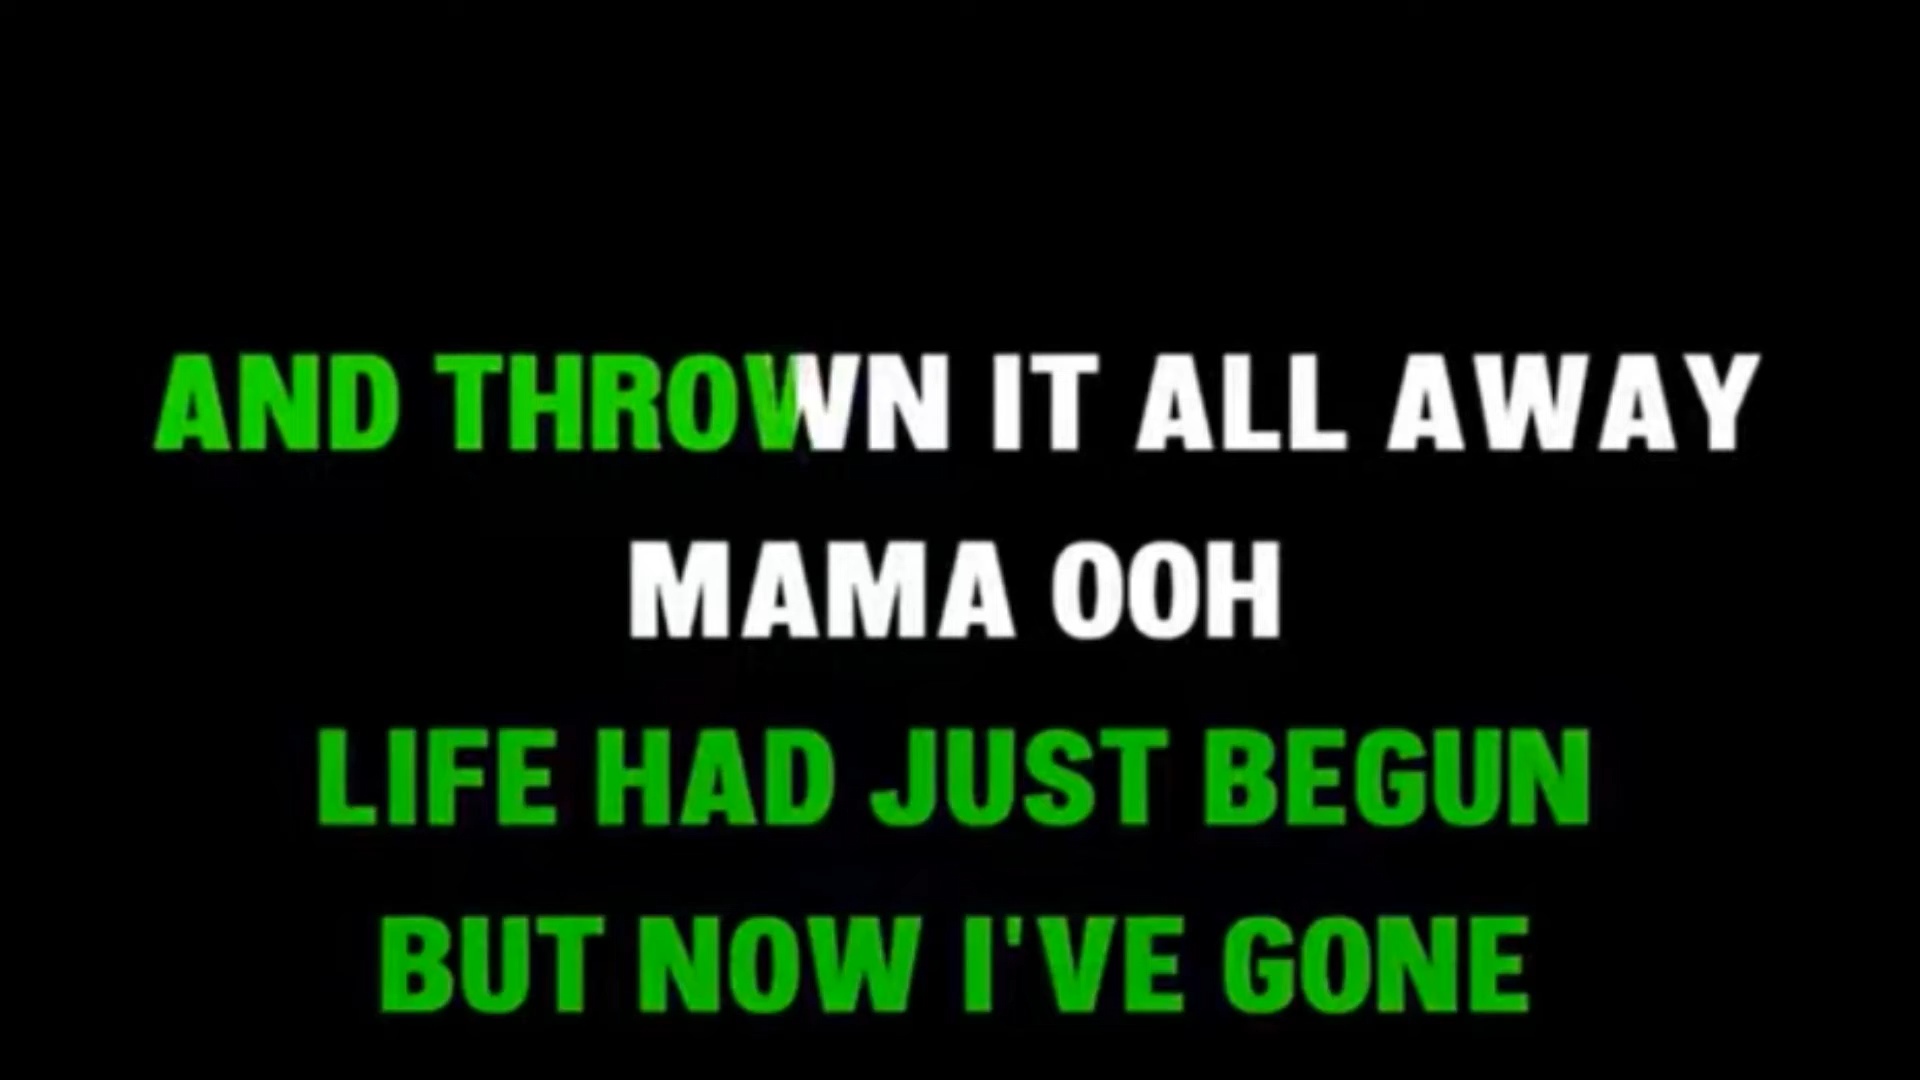 AND THROWN IT ALL AWAY
MAMA OOH
LIFE HAD JUST BEGUN
BUT NOW I'VE GONE